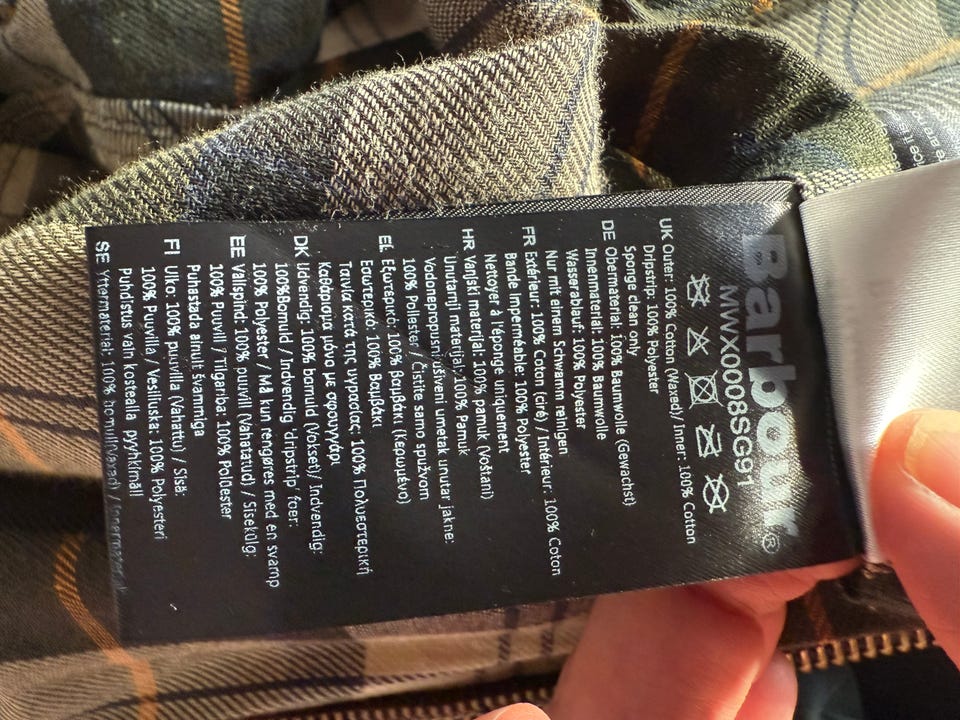 Barbour®
MWX0008SG91
UK Outer: 100% Cotton (Waxed)/ Inner: 100% Cotton
Dripstrip: 100% Polyester
Sponge clean only
DE Obermaterial: 100% Baumwolle (Gewachst)
Innenmaterial: 100% Baumwolle
Wasserablauf: 100% Polyester
Nur mit einem Schwamm reinigen
FR Extérieur: 100% Coton (ciré) / Intérieur: 100% Coton
Bande Imperméable: 100% Polyester
Nettoyer à l'éponge uniquement
HR Vanjski materijal: 100% pamuk (Voštani)
Unutarnji materijal: 100% Pamuk
Vodonepropusni umetak unutar jakne:
100% Poliester / Čistite samo spužvom
EL Εξωτερικό: 100% βαμβάκι (Κερωμένο)
Εσωτερικό: 100% Βαμβάκι
Ταινία κατά της υγρασίας: 100% Πολυεστερική
Καθάρισμα μόνο με σφουγγάρι
DK Udvendig: 100% bomuld (Vokset)/ Indvendig:
100%Bomuld / Indvendig 'dripstrip' foer:
100% Polyester / Må kun rengøres med en svamp
EE Välispind: 100% puuvill (Vahatatud) / Sisekülg:
100% Puuvill / Tilgariba: 100% Polüester
Puhastada ainult švammiga
FI Ulko: 100% puuvilla (Vahattu) / Sisä:
100% Puuvilla / Vesiliuska: 100% Polyesteri
Puhdistus vain kostealla pyyhkimällä
SE Yttermaterial: 100% bomull(Vaxad) /